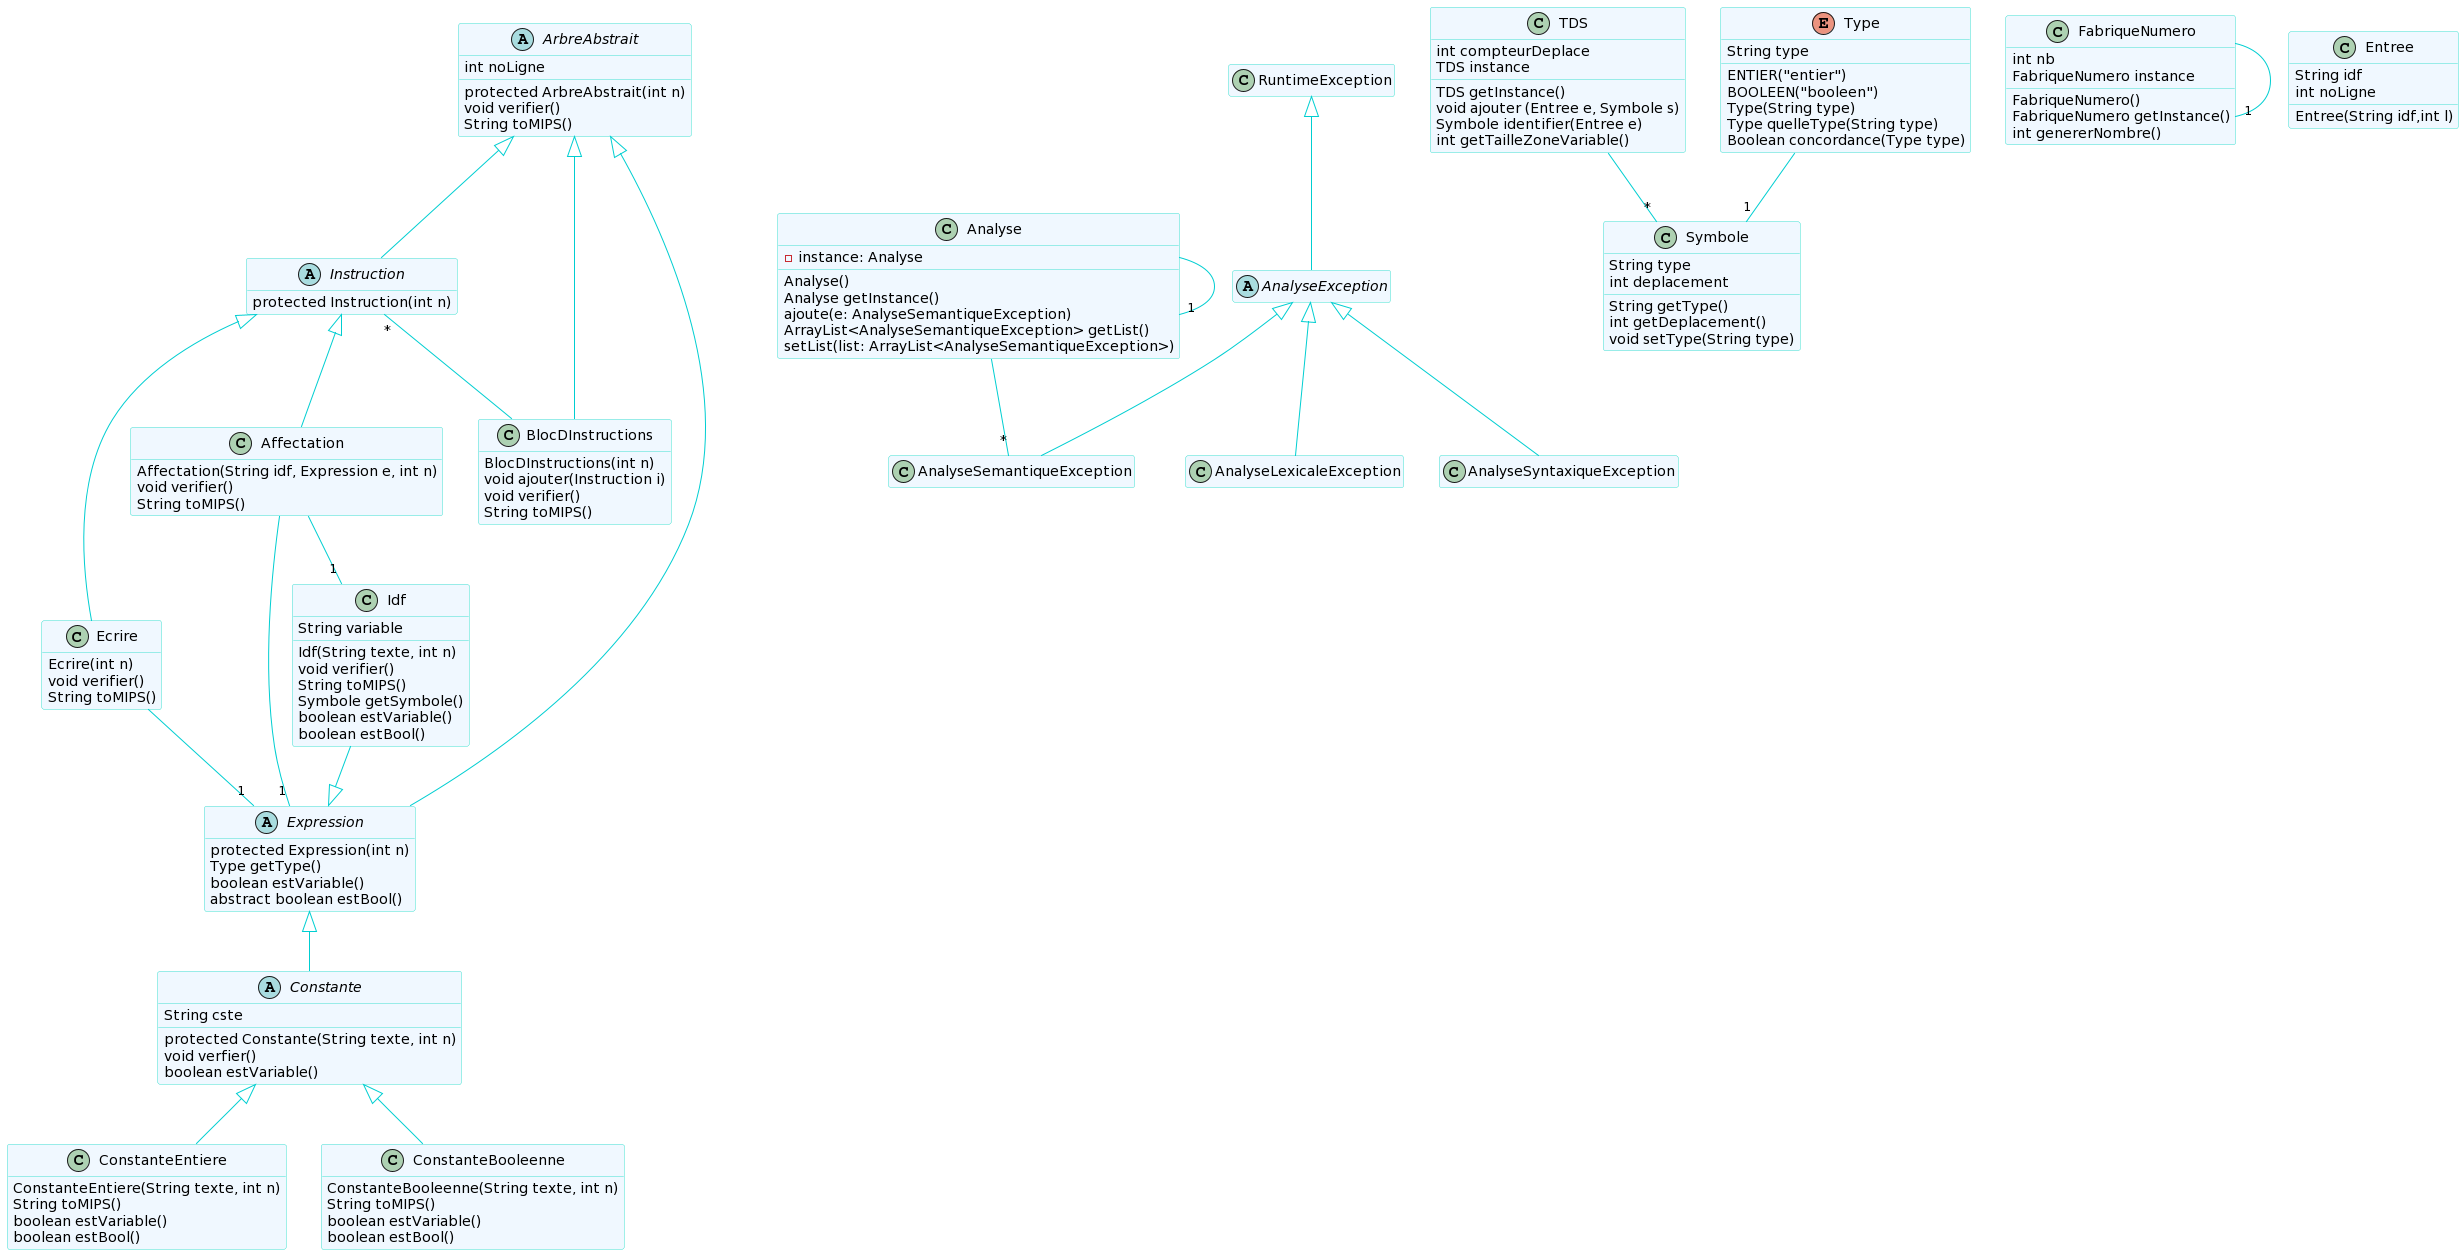 A ArbreAbstrait
int noLigne
protected ArbreAbstrait(int n)
void verifier()
String toMIPS()
A Instruction
protected Instruction(int n)
*
C Affectation
Affectation(String idf, Expression e, int n)
void verifier()
String toMIPS()
C BlocDInstructions
BlocDInstructions(int n)
void ajouter(Instruction i)
void verifier()
String toMIPS()
1
C Ecrire
Ecrire(int n)
void verifier()
String toMIPS()
C Idf
String variable
Idf(String texte, int n)
void verifier()
String toMIPS()
Symbole getSymbole()
boolean estVariable()
boolean estBool()
1
1
A Expression
protected Expression(int n)
Type getType()
boolean estVariable()
abstract boolean estBool()
A Constante
String cste
protected Constante(String texte, int n)
void verfier()
boolean estVariable()
C ConstanteEntiere
ConstanteEntiere(String texte, int n)
String toMIPS()
boolean estVariable()
boolean estBool()
C ConstanteBooleenne
ConstanteBooleenne(String texte, int n)
String toMIPS()
boolean estVariable()
boolean estBool()
C Analyse
instance: Analyse
Analyse()
Analyse getInstance()
ajoute(e: AnalyseSemantiqueException)
ArrayList<AnalyseSemantiqueException> getList()
setList(list: ArrayList<AnalyseSemantiqueException>)
1
*
C RuntimeException
A AnalyseException
C AnalyseSemantiqueException
C AnalyseLexicaleException
C AnalyseSyntaxiqueException
C TDS
int compteurDeplace
TDS instance
TDS getInstance()
void ajouter (Entree e, Symbole s)
Symbole identifier(Entree e)
int getTailleZoneVariable()
*
E Type
String type
ENTIER("entier")
BOOLEEN("booleen")
Type(String type)
Type quelleType(String type)
Boolean concordance(Type type)
1
C Symbole
String type
int deplacement
String getType()
int getDeplacement()
void setType(String type)
C FabriqueNumero
int nb
FabriqueNumero instance
FabriqueNumero()
FabriqueNumero getInstance()
int genererNombre()
1
C Entree
String idf
int noLigne
Entree(String idf,int l)